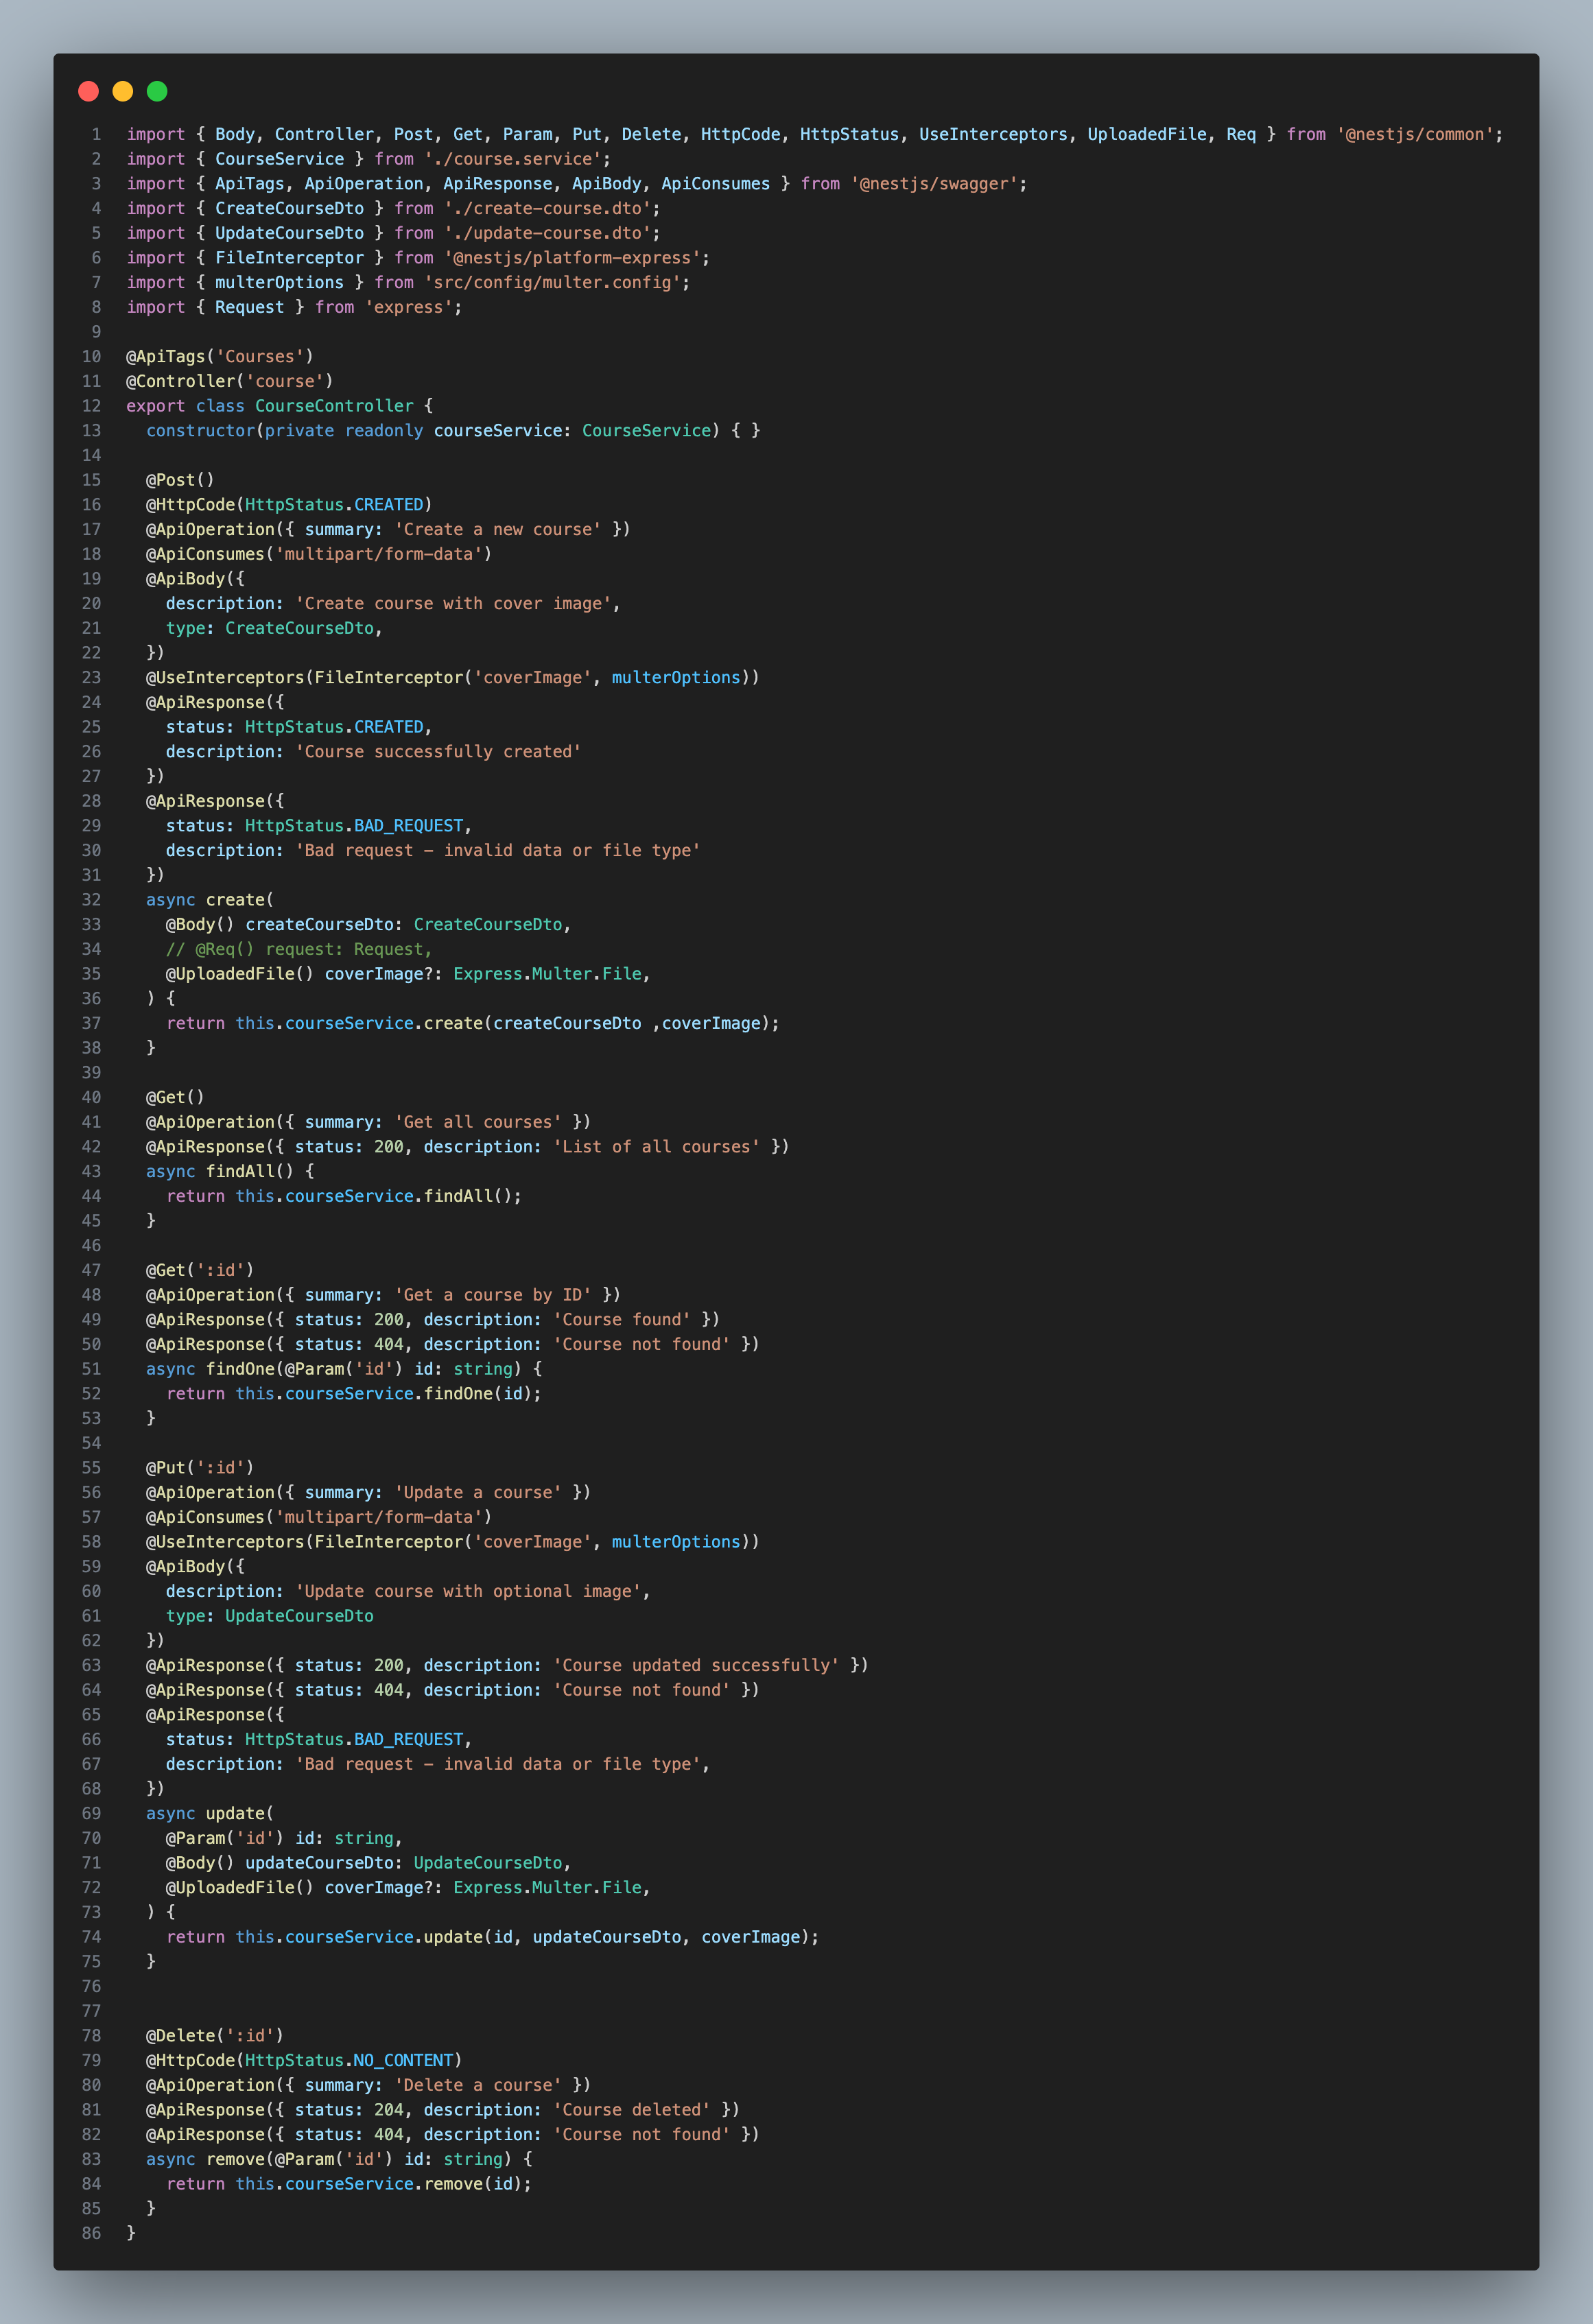 1 import { Body, Controller, Post, Get, Param, Put, Delete, HttpCode, HttpStatus, UseInterceptors, UploadedFile, Req } from '@nestjs/common';
2 import { CourseService } from './course.service';
3 import { ApiTags, ApiOperation, ApiResponse, ApiBody, ApiConsumes } from '@nestjs/swagger';
4 import { CreateCourseDto } from './create-course.dto';
5 import { UpdateCourseDto } from './update-course.dto';
6 import { FileInterceptor } from '@nestjs/platform-express';
7 import { multerOptions } from 'src/config/multer.config';
8 import { Request } from 'express';
9
10 @ApiTags('Courses')
11 @Controller('course')
12 export class CourseController {
13   constructor(private readonly courseService: CourseService) { }
14
15   @Post()
16   @HttpCode(HttpStatus.CREATED)
17   @ApiOperation({ summary: 'Create a new course' })
18   @ApiConsumes('multipart/form-data')
19   @ApiBody({
20     description: 'Create course with cover image',
21     type: CreateCourseDto,
22   })
23   @UseInterceptors(FileInterceptor('coverImage', multerOptions))
24   @ApiResponse({
25     status: HttpStatus.CREATED,
26     description: 'Course successfully created'
27   })
28   @ApiResponse({
29     status: HttpStatus.BAD_REQUEST,
30     description: 'Bad request - invalid data or file type'
31   })
32   async create(
33     @Body() createCourseDto: CreateCourseDto,
34     // @Req() request: Request,
35     @UploadedFile() coverImage?: Express.Multer.File,
36   ) {
37     return this.courseService.create(createCourseDto ,coverImage);
38   }
39
40   @Get()
41   @ApiOperation({ summary: 'Get all courses' })
42   @ApiResponse({ status: 200, description: 'List of all courses' })
43   async findAll() {
44     return this.courseService.findAll();
45   }
46
47   @Get(':id')
48   @ApiOperation({ summary: 'Get a course by ID' })
49   @ApiResponse({ status: 200, description: 'Course found' })
50   @ApiResponse({ status: 404, description: 'Course not found' })
51   async findOne(@Param('id') id: string) {
52     return this.courseService.findOne(id);
53   }
54
55   @Put(':id')
56   @ApiOperation({ summary: 'Update a course' })
57   @ApiConsumes('multipart/form-data')
58   @UseInterceptors(FileInterceptor('coverImage', multerOptions))
59   @ApiBody({
60     description: 'Update course with optional image',
61     type: UpdateCourseDto
62   })
63   @ApiResponse({ status: 200, description: 'Course updated successfully' })
64   @ApiResponse({ status: 404, description: 'Course not found' })
65   @ApiResponse({
66     status: HttpStatus.BAD_REQUEST,
67     description: 'Bad request - invalid data or file type',
68   })
69   async update(
70     @Param('id') id: string,
71     @Body() updateCourseDto: UpdateCourseDto,
72     @UploadedFile() coverImage?: Express.Multer.File,
73   ) {
74     return this.courseService.update(id, updateCourseDto, coverImage);
75   }
76
77
78   @Delete(':id')
79   @HttpCode(HttpStatus.NO_CONTENT)
80   @ApiOperation({ summary: 'Delete a course' })
81   @ApiResponse({ status: 204, description: 'Course deleted' })
82   @ApiResponse({ status: 404, description: 'Course not found' })
83   async remove(@Param('id') id: string) {
84     return this.courseService.remove(id);
85   }
86 }